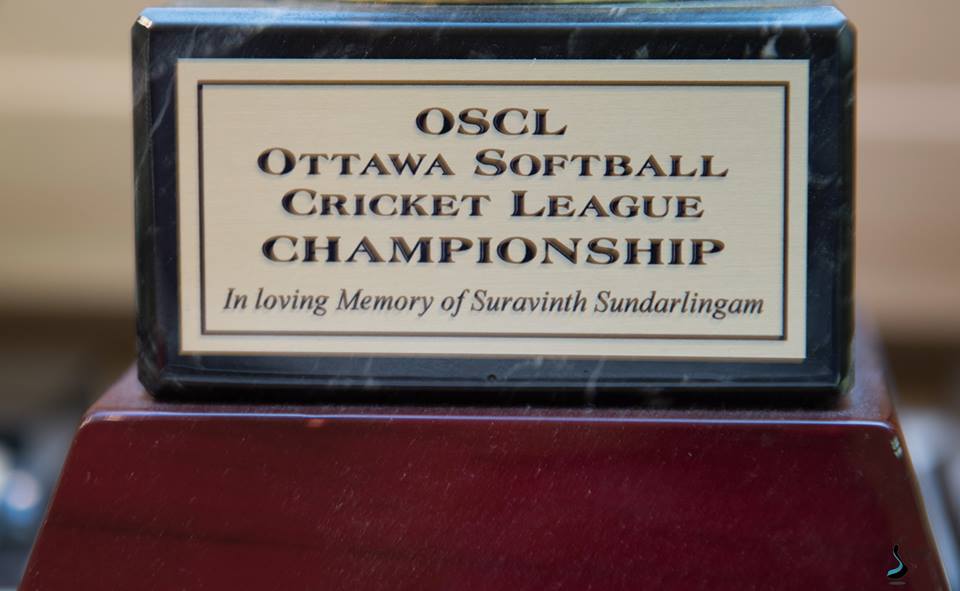 OSCL
OTTAWA SOFTBALL
CRICKET LEAGUE
CHAMPIONSHIP
In loving Memory of Suravinth Sundarlingam